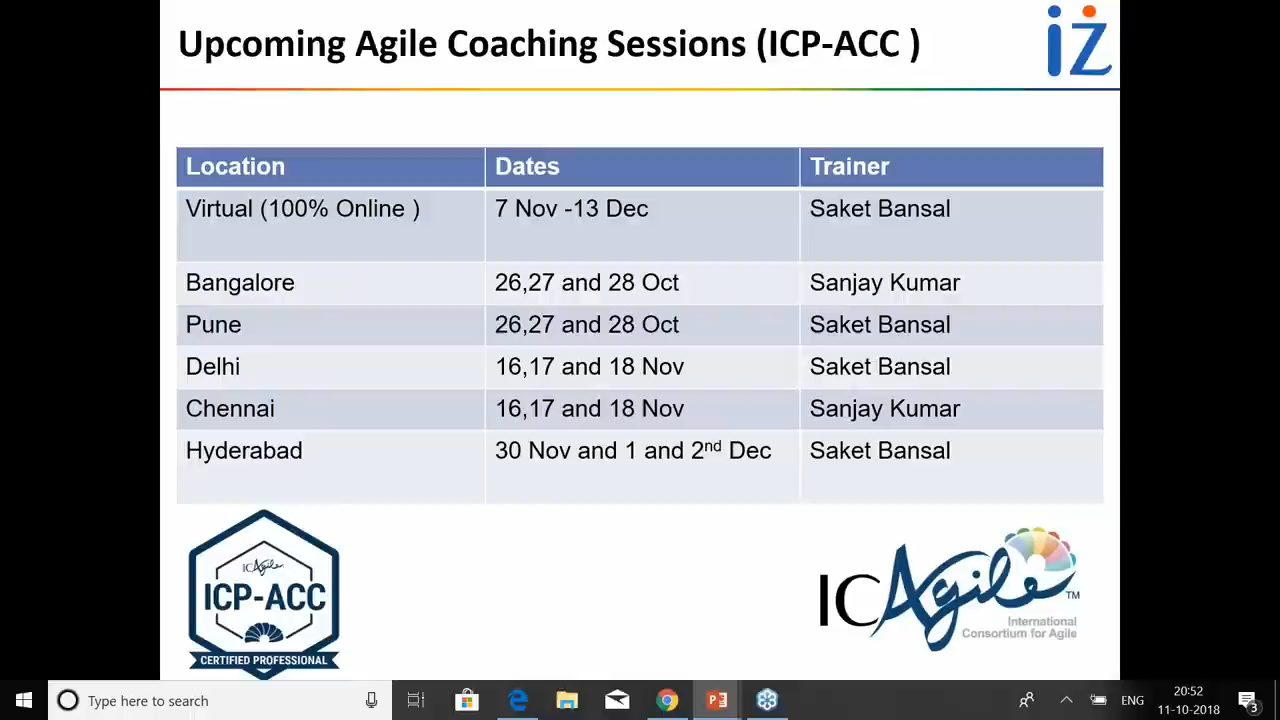 Upcoming Agile Coaching Sessions (ICP-ACC )
iz
Location Dates Trainer
Virtual (100% Online ) 7 Nov -13 Dec Saket Bansal
Bangalore 26,27 and 28 Oct Sanjay Kumar
Pune 26,27 and 28 Oct Saket Bansal
Delhi 16,17 and 18 Nov Saket Bansal
Chennai 16,17 and 18 Nov Sanjay Kumar
Hyderabad 30 Nov and 1 and 2nd Dec Saket Bansal
ICAgile
ICP-ACC
CERTIFIED PROFESSIONAL
ICAgile TM
International
Consortium for Agile
Type here to search
ENG
20:52
11-10-2018
3